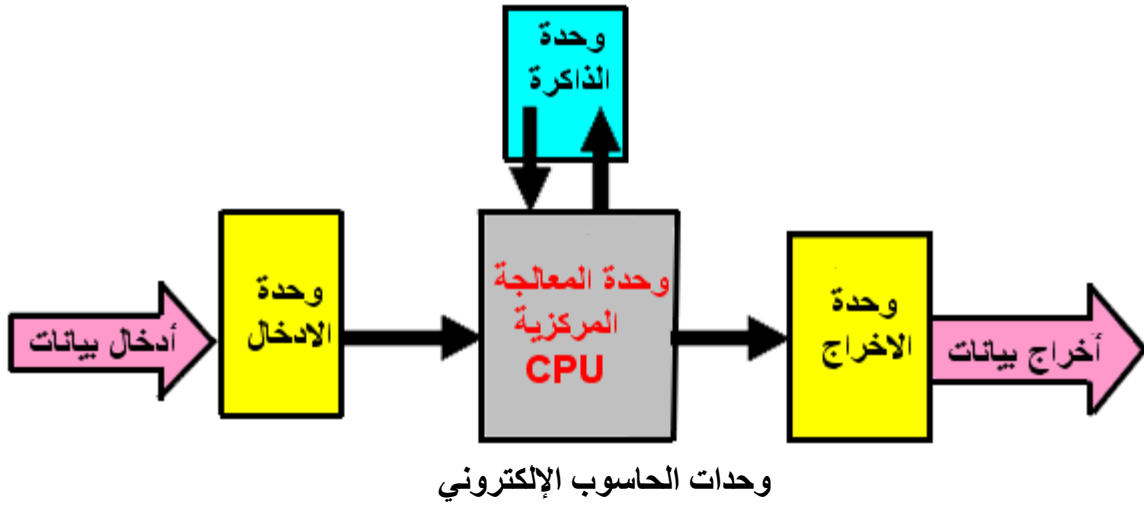 وحدة
الذاكرة
أدخال بيانات
وحدة
الادخال
وحدة المعالجة
المركزية
CPU
وحدة
الاخراج
أخراج بيانات
وحدات الحاسوب الإلكتروني